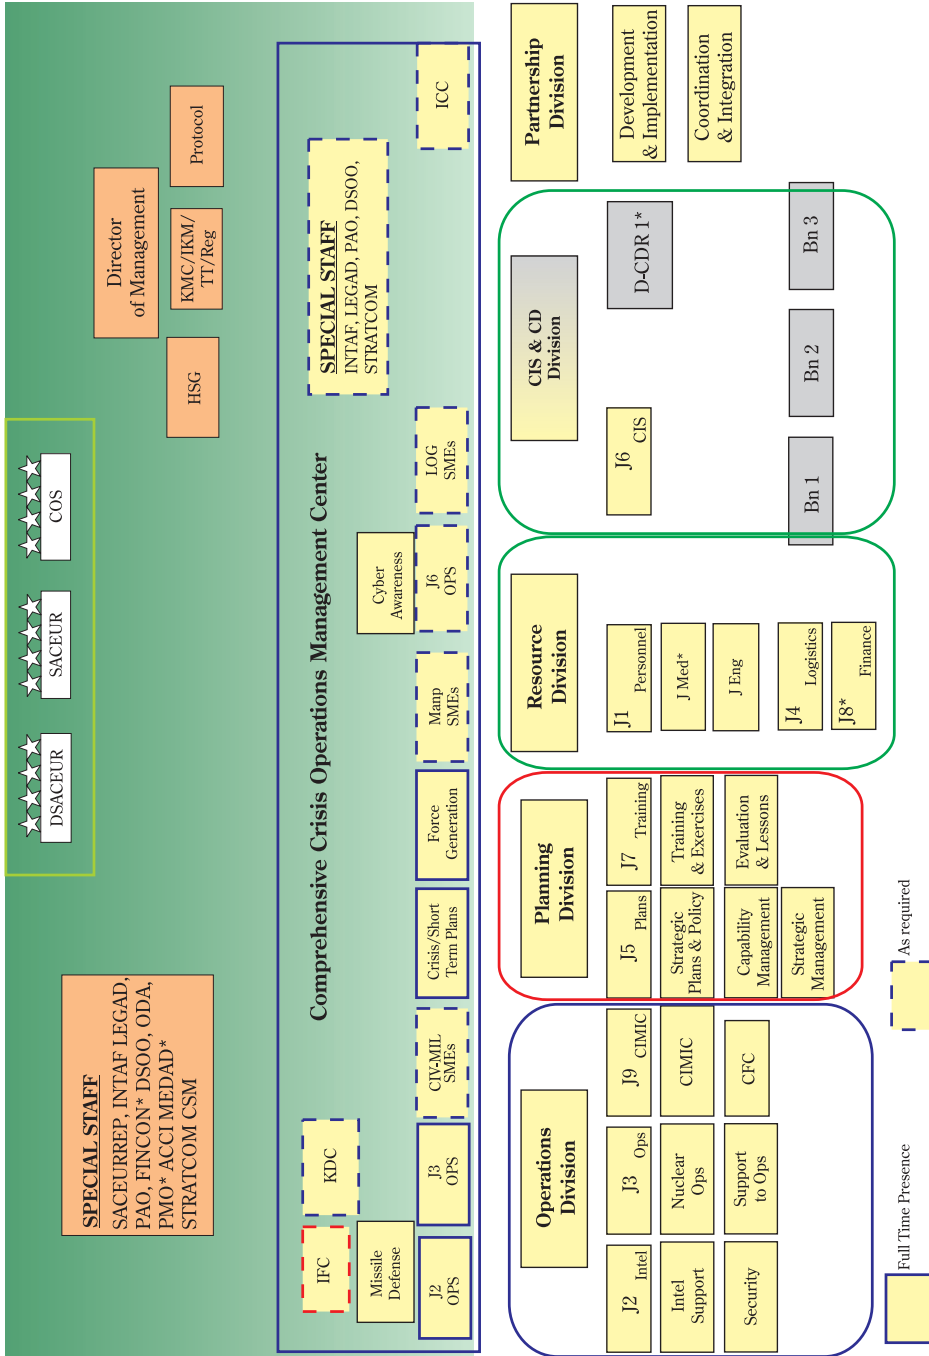 DSACEUR
SACEUR
COS
SPECIAL STAFF
SACEURREP, INTAF LEGAD,
PAO, FINCON* DSOO, ODA,
PMO* ACCI MEDAD*
STRATCOM CSM
Director
of Management
HSG
KMC/IKM/
TT/Reg
Protocol
Comprehensive Crisis Operations Management Center
IFC
KDC
SPECIAL STAFF
INTAF, LEGAD, PAO, DSOO,
STRATCOM
Missile
Defense
Cyber
Awareness
J2
OPS
J3
OPS
CIV-MIL
SMEs
Crisis/Short
Term Plans
Force
Generation
Manp
SMEs
J6
OPS
LOG
SMEs
ICC
Operations
Division
J2 Intel
J3 Ops
J9 CIMIC
Intel
Support
Nuclear
Ops
CIMIC
Security
Support
to Ops
CFC
Planning
Division
J5 Plans
J7 Training
Strategic
Plans & Policy
Training
& Exercises
Capability
Management
Evaluation
& Lessons
Strategic
Management
Resource
Division
J1 Personnel
J Med*
J Eng
J4 Logistics
J8* Finance
CIS & CD
Division
J6 CIS
D-CDR 1*
Bn 1
Bn 2
Bn 3
Partnership
Division
Development
& Implementation
Coordination
& Integration
Full Time Presence
As required